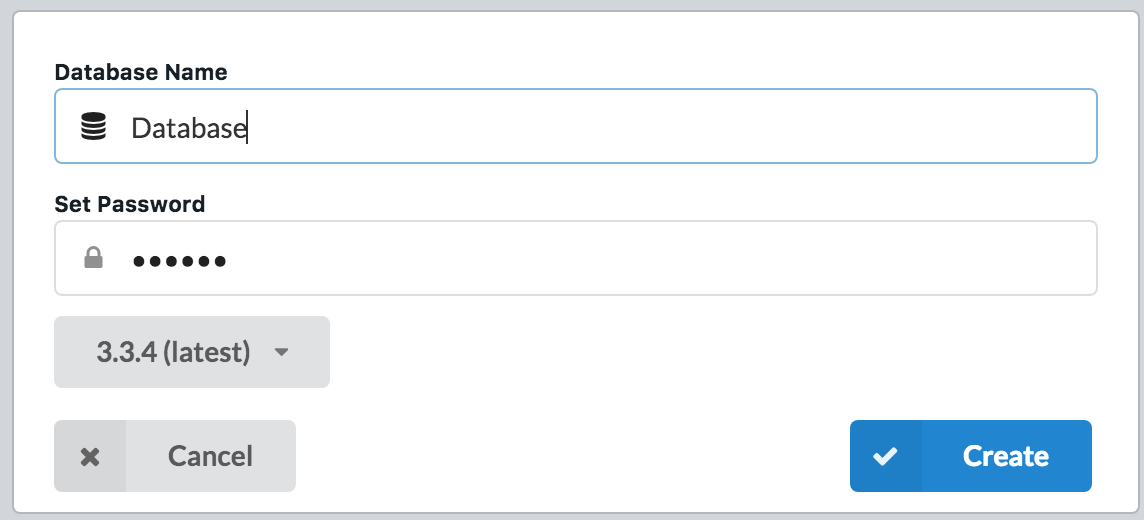 Database Name
Database
Set Password
••••••
3.3.4 (latest)
Cancel
Create